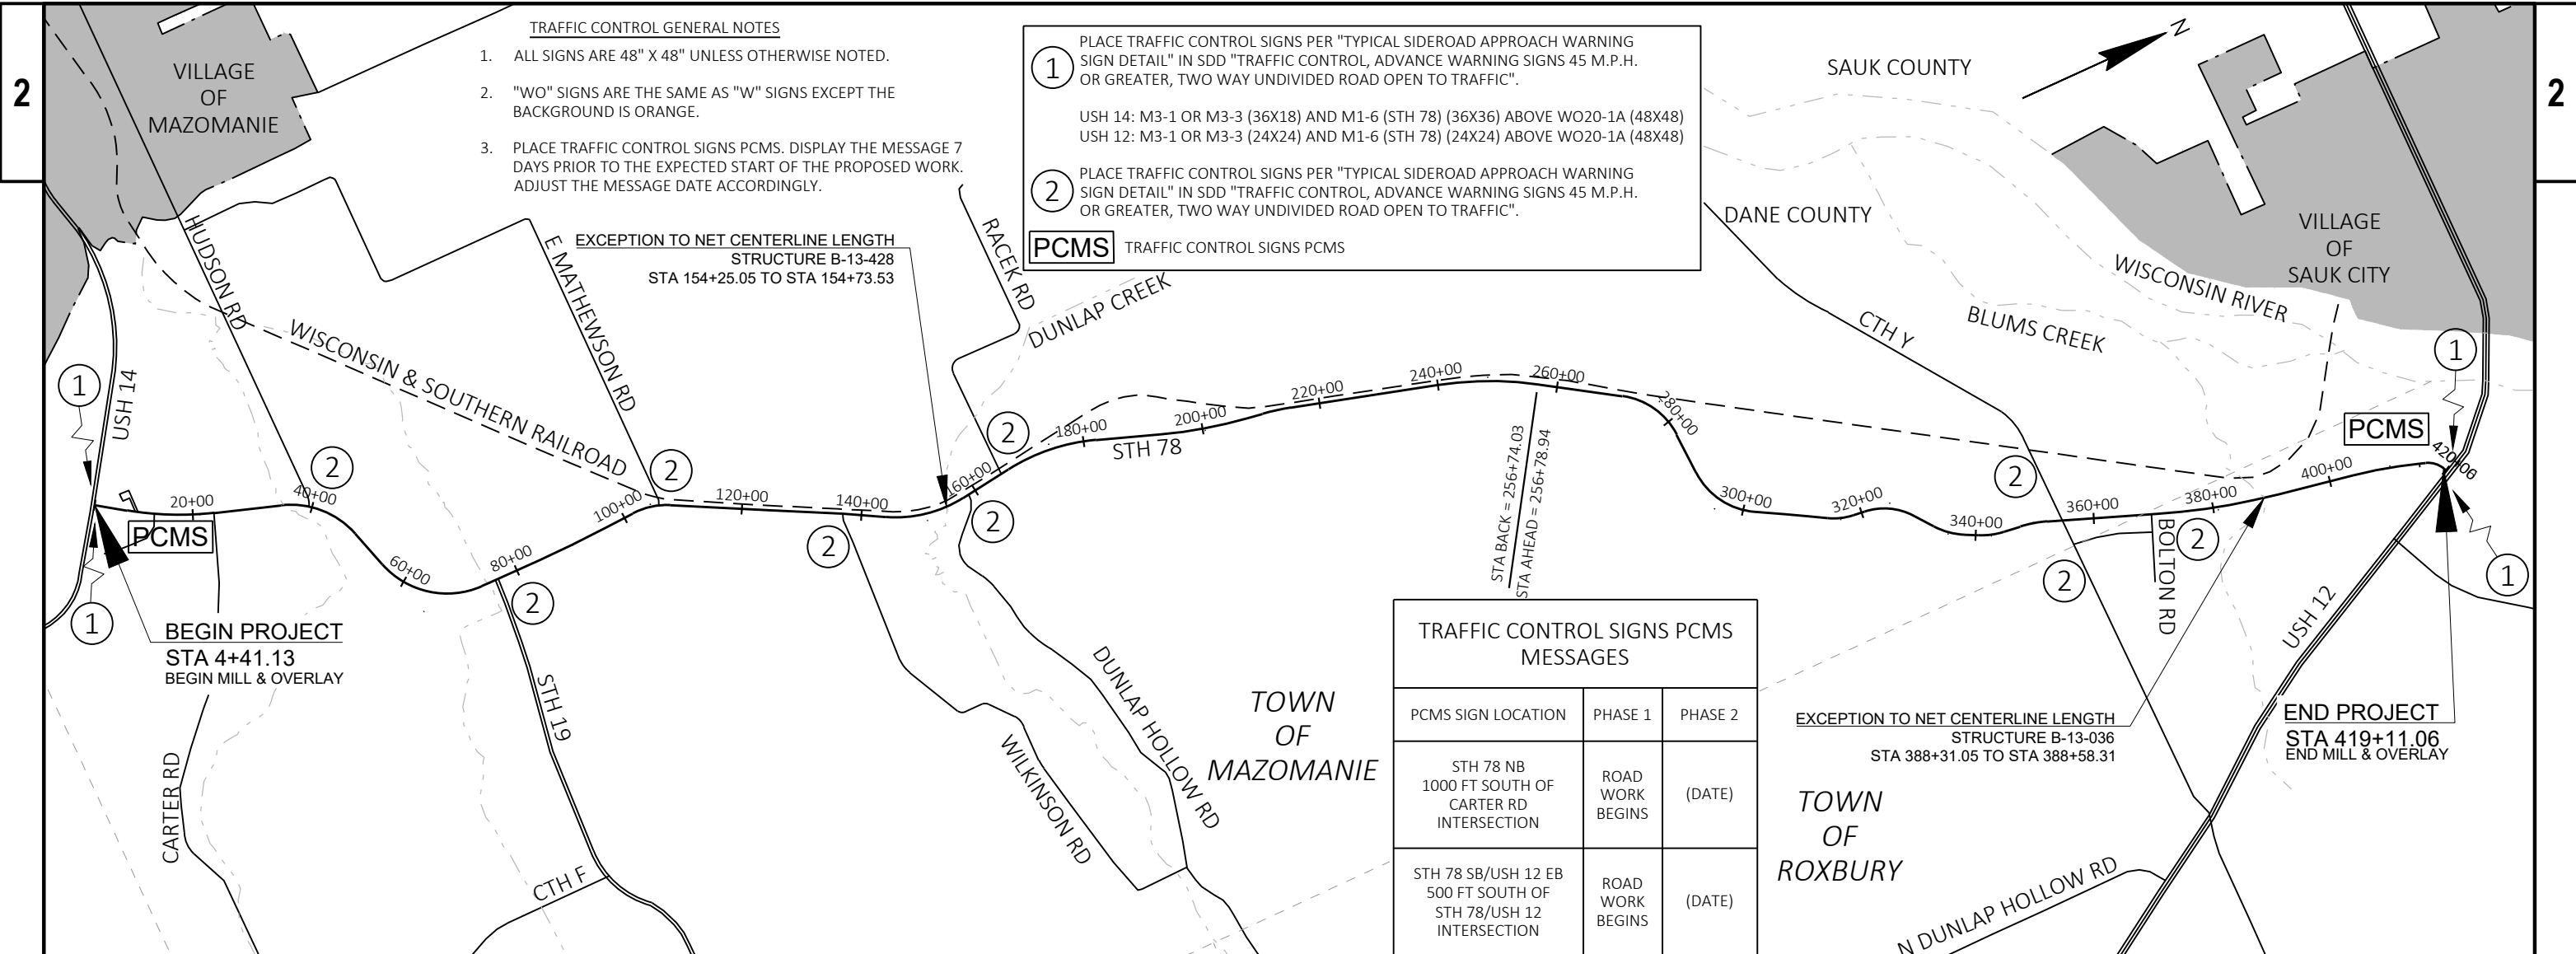 2
2
TRAFFIC CONTROL GENERAL NOTES
1. ALL SIGNS ARE 48" X 48" UNLESS OTHERWISE NOTED.
2. "WO" SIGNS ARE THE SAME AS "W" SIGNS EXCEPT THE
BACKGROUND IS ORANGE.
3. PLACE TRAFFIC CONTROL SIGNS PCMS. DISPLAY THE MESSAGE 7
DAYS PRIOR TO THE EXPECTED START OF THE PROPOSED WORK.
ADJUST THE MESSAGE DATE ACCORDINGLY.
1
PLACE TRAFFIC CONTROL SIGNS PER "TYPICAL SIDEROAD APPROACH WARNING
SIGN DETAIL" IN SDD "TRAFFIC CONTROL, ADVANCE WARNING SIGNS 45 M.P.H.
OR GREATER, TWO WAY UNDIVIDED ROAD OPEN TO TRAFFIC".
USH 14: M3-1 OR M3-3 (36X18) AND M1-6 (STH 78) (36X36) ABOVE WO20-1A (48X48)
USH 12: M3-1 OR M3-3 (24X24) AND M1-6 (STH 78) (24X24) ABOVE WO20-1A (48X48)
2
PLACE TRAFFIC CONTROL SIGNS PER "TYPICAL SIDEROAD APPROACH WARNING
SIGN DETAIL" IN SDD "TRAFFIC CONTROL, ADVANCE WARNING SIGNS 45 M.P.H.
OR GREATER, TWO WAY UNDIVIDED ROAD OPEN TO TRAFFIC".
PCMS TRAFFIC CONTROL SIGNS PCMS
N
VILLAGE
OF
MAZOMANIE
SAUK COUNTY
DANE COUNTY
VILLAGE
OF
SAUK CITY
WISCONSIN RIVER
BLUMS CREEK
CTH Y
HUDSON RD
E MATHEWSON RD
RACEK RD
DUNLAP CREEK
WISCONSIN & SOUTHERN RAILROAD
EXCEPTION TO NET CENTERLINE LENGTH
STRUCTURE B-13-428
STA 154+25.05 TO STA 154+73.53
1
USH 14
1
PCMS
BEGIN PROJECT
STA 4+41.13
BEGIN MILL & OVERLAY
20+00
40+00
2
60+00
80+00
2
100+00
2
120+00
140+00
2
160+00
2
2
180+00
200+00
STH 78
220+00
240+00
260+00
280+00
300+00
320+00
340+00
360+00
380+00
400+00
STA BACK = 256+74.03
STA AHEAD = 256+78.94
2
2
2
BOLTON RD
PCMS
1
1
USH 12
END PROJECT
STA 419+11.06
END MILL & OVERLAY
EXCEPTION TO NET CENTERLINE LENGTH
STRUCTURE B-13-036
STA 388+31.05 TO STA 388+58.31
CARTER RD
STH 19
CTH F
WILKINSON RD
DUNLAP HOLLOW RD
TOWN
OF
MAZOMANIE
TOWN
OF
ROXBURY
N DUNLAP HOLLOW RD
TRAFFIC CONTROL SIGNS PCMS
MESSAGES
PCMS SIGN LOCATION PHASE 1 PHASE 2
STH 78 NB
1000 FT SOUTH OF
CARTER RD
INTERSECTION
ROAD
WORK
BEGINS
(DATE)
STH 78 SB/USH 12 EB
500 FT SOUTH OF
STH 78/USH 12
INTERSECTION
ROAD
WORK
BEGINS
(DATE)